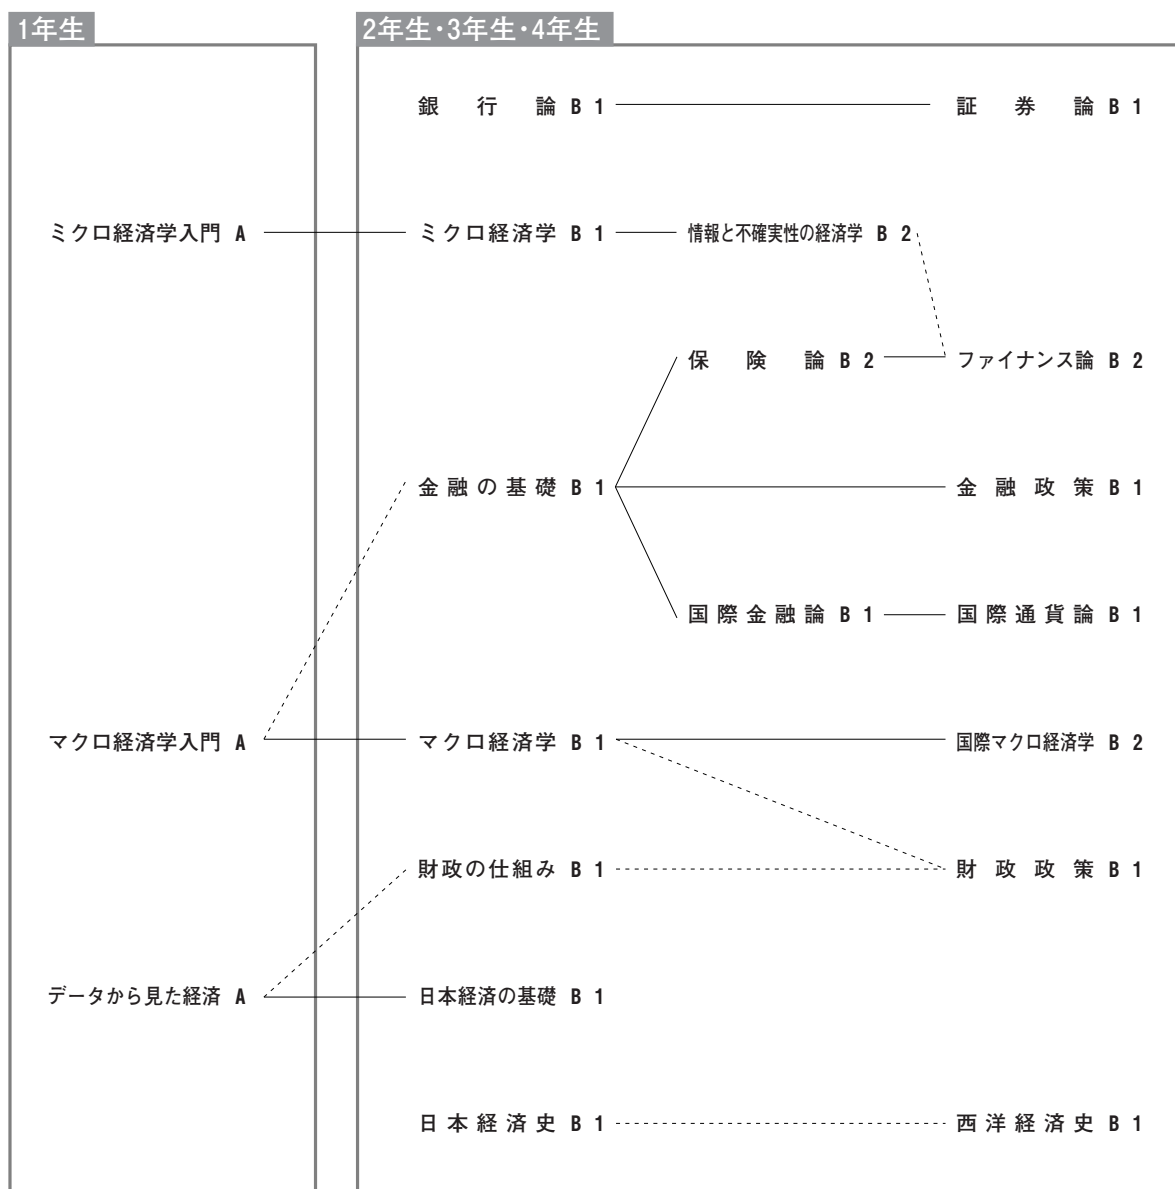 1年生
2年生・3年生・4年生
銀行論 B 1
証券論 B 1
ミクロ経済学入門 A
ミクロ経済学 B 1
情報と不確実性の経済学 B 2
保険論 B 2
ファイナンス論 B 2
金融の基礎 B 1
金融政策 B 1
国際金融論 B 1
国際通貨論 B 1
マクロ経済学入門 A
マクロ経済学 B 1
国際マクロ経済学 B 2
財政の仕組み B 1
財政政策 B 1
データから見た経済 A
日本経済の基礎 B 1
日本経済史 B 1
西洋経済史 B 1